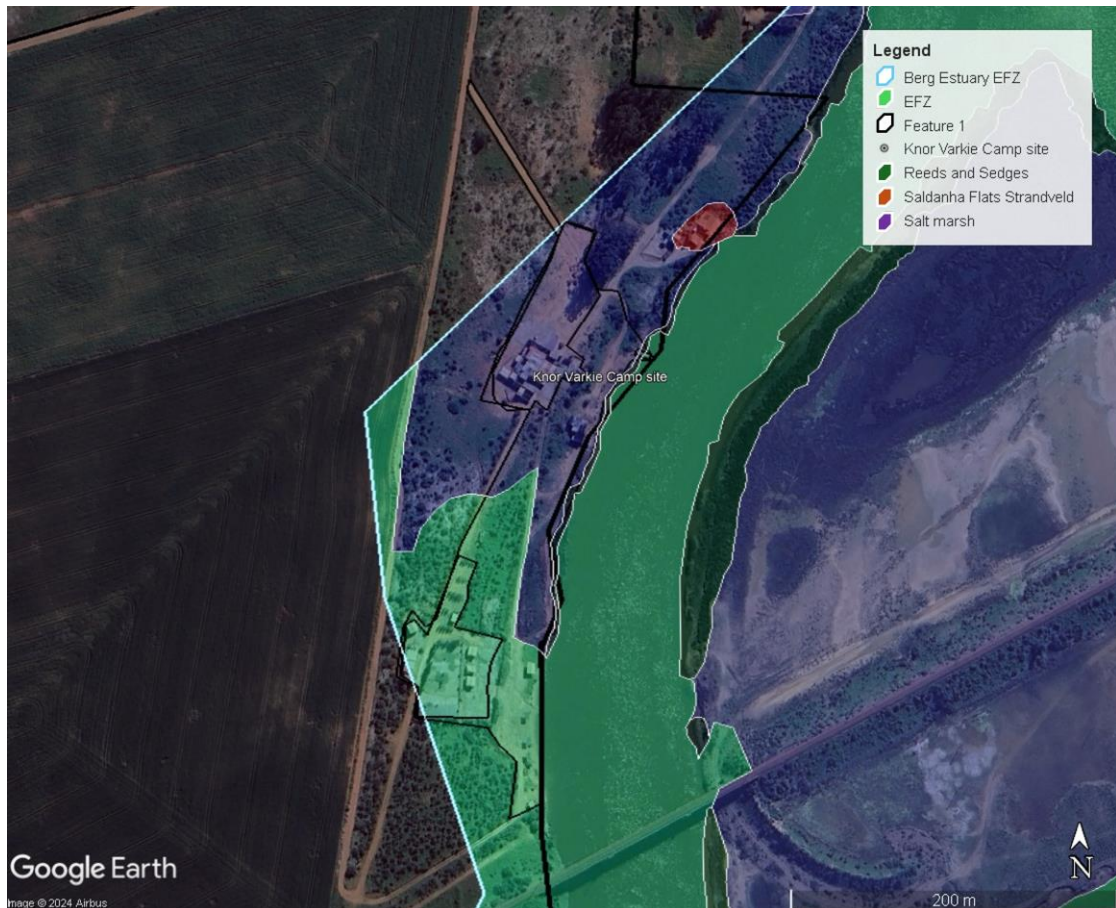 Legend
Berg Estuary EFZ
EFZ
Feature 1
Knor Varkie Camp site
Reeds and Sedges
Saldanha Flats Strandveld
Salt marsh
Knor Varkie Camp site
Google Earth
N
Image © 2024 Airbus
200 m